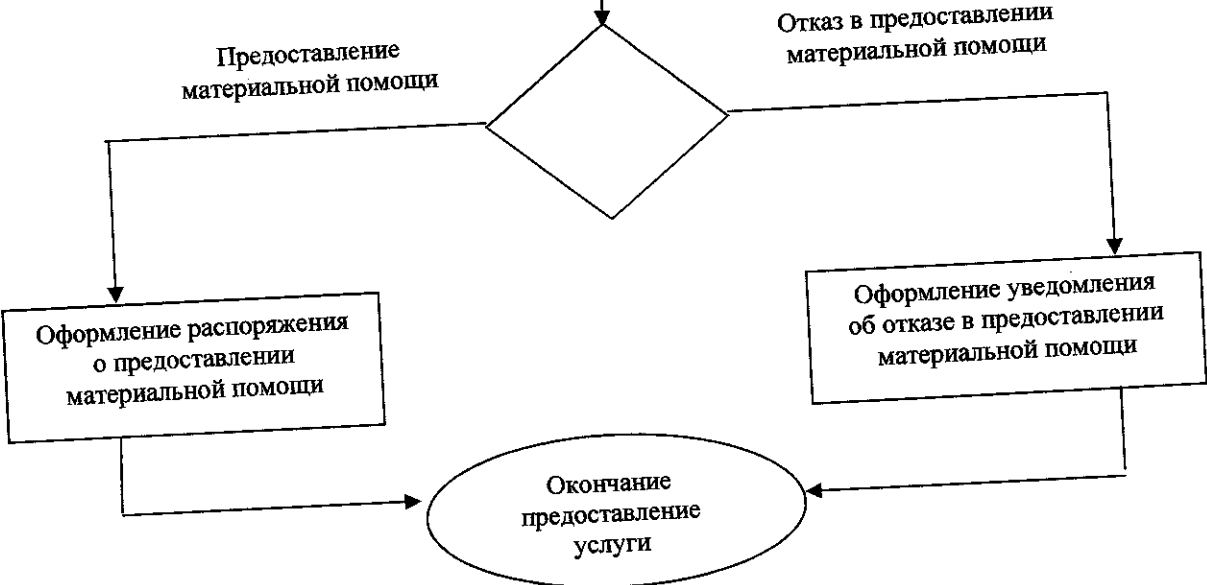 Предоставление
материальной помощи
Отказ в предоставлении
материальной помощи
Оформление распоряжения
о предоставлении
материальной помощи
Оформление уведомления
об отказе в предоставлении
материальной помощи
Окончание
предоставление
услуги